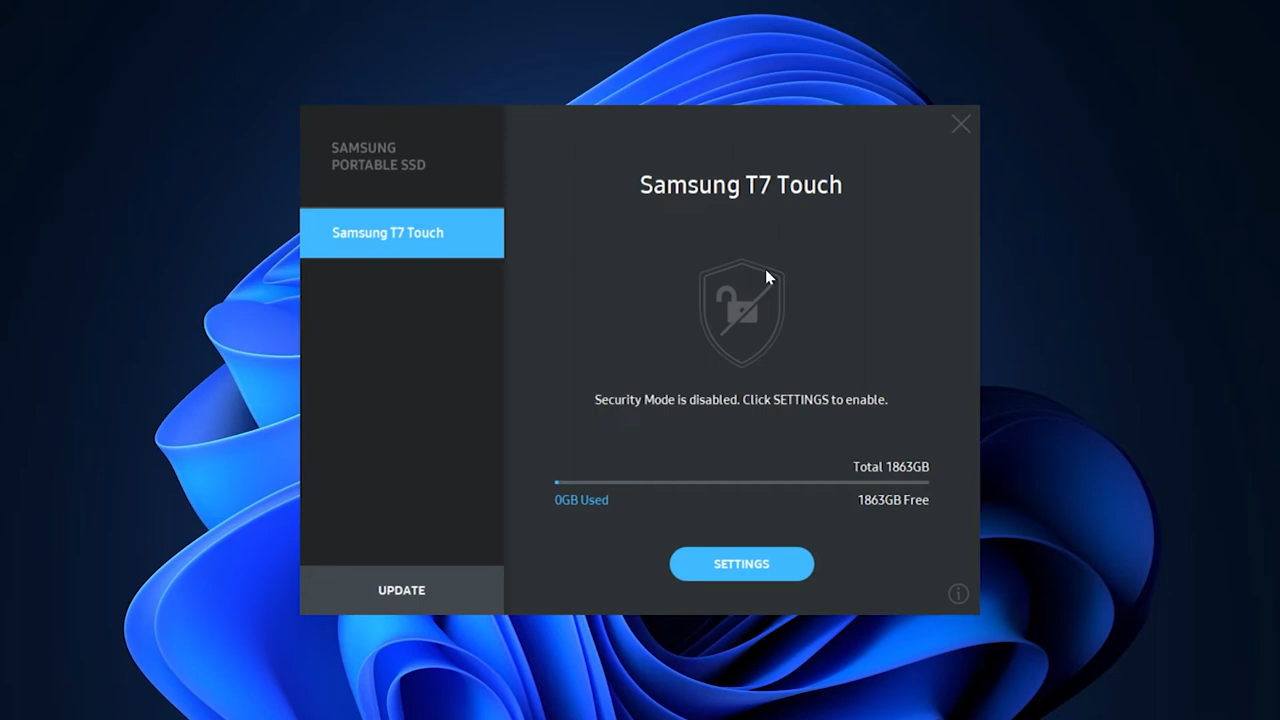 SAMSUNG
PORTABLE SSD
Samsung T7 Touch
UPDATE
Samsung T7 Touch
Security Mode is disabled. Click SETTINGS to enable.
Total 1863GB
0GB Used
1863GB Free
SETTINGS